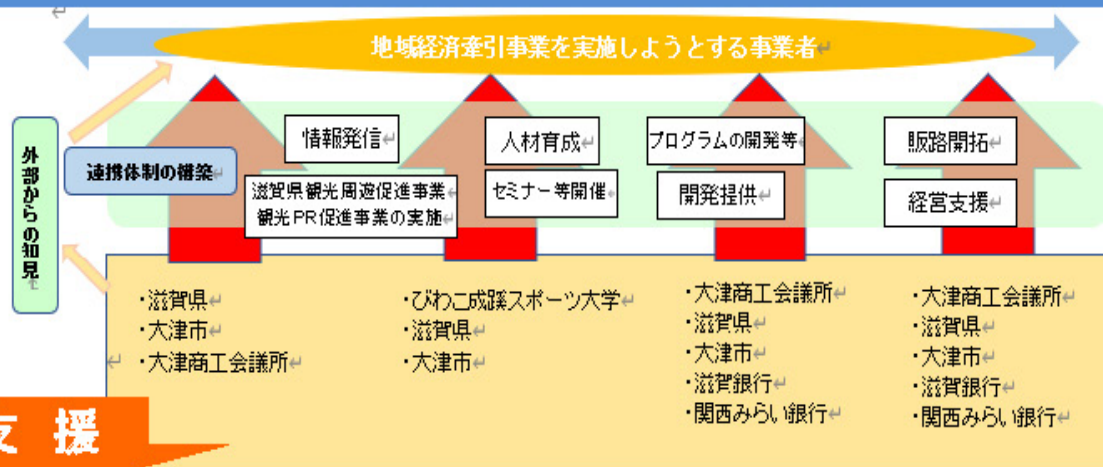 地域経済牽引事業を実施しようとする事業者
外部からの知見
連携体制の構築
情報発信
滋賀県観光周遊促進事業
観光PR促進事業の実施
人材育成
セミナー等開催
プログラムの開発等
開発提供
販路開拓
経営支援
・滋賀県
・大津市
・大津商工会議所
・びわこ成蹊スポーツ大学
・滋賀県
・大津市
・大津商工会議所
・滋賀県
・大津市
・滋賀銀行
・関西みらい銀行
・大津商工会議所
・滋賀県
・大津市
・滋賀銀行
・関西みらい銀行
支 援